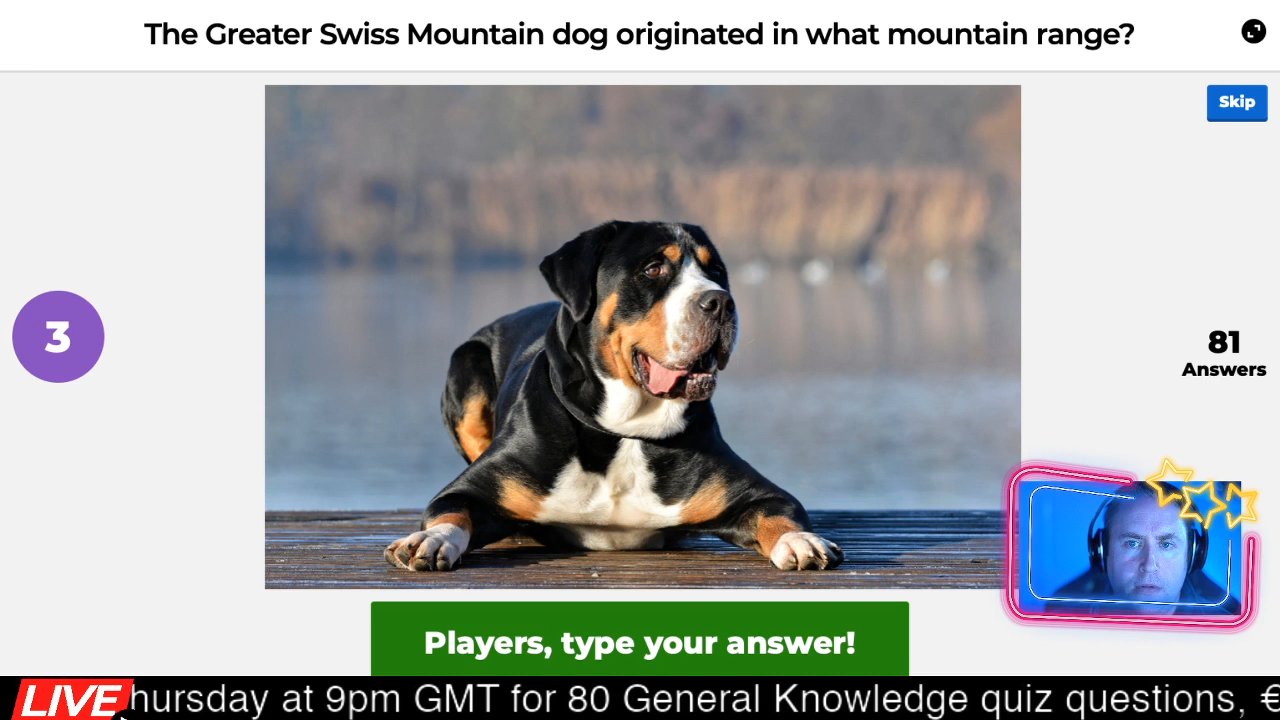 The Greater Swiss Mountain dog originated in what mountain range?
Skip
3
81
Answers
Players, type your answer!
LIVE
hursday at 9pm GMT for 80 General Knowledge quiz questions, €